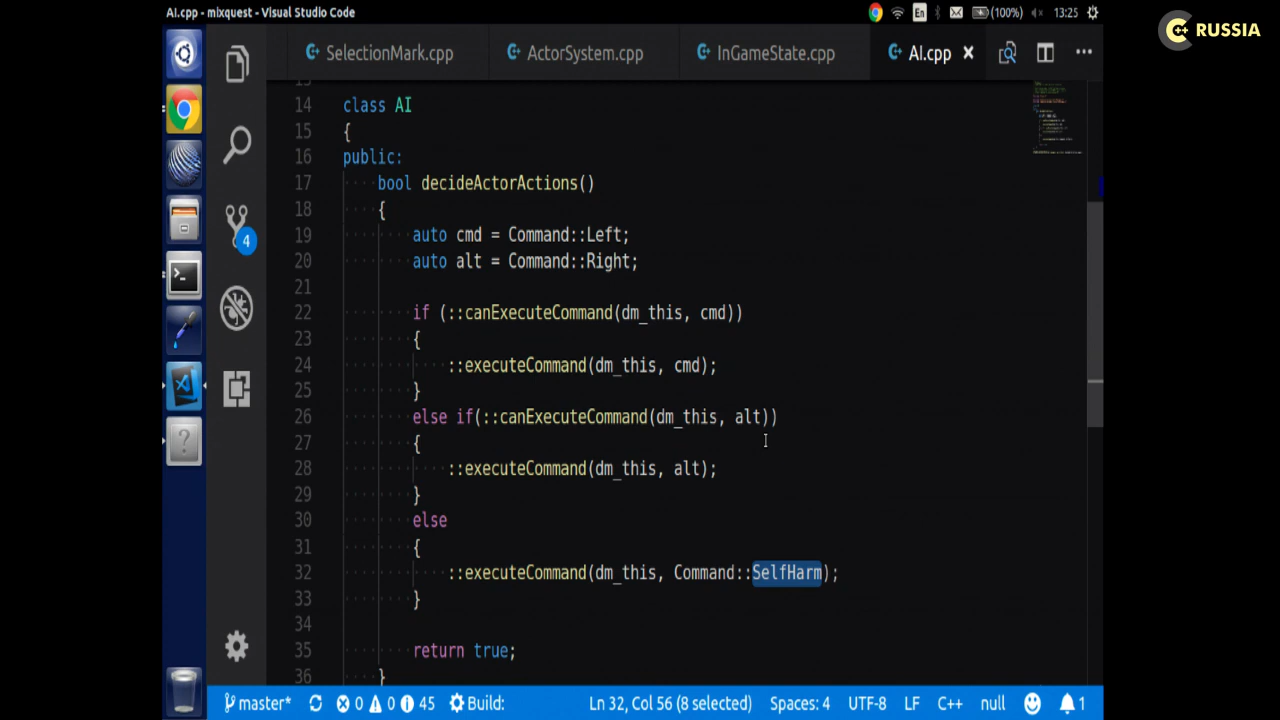 AI.cpp - mixquest - Visual Studio Code
En
(100%)
13:25
C++ RUSSIA
SelectionMark.cpp
ActorSystem.cpp
InGameState.cpp
AI.cpp
14 class AI
15 {
16 public:
17 bool decideActorActions()
18 {
19 auto cmd = Command::Left;
20 auto alt = Command::Right;
21
22 if (::canExecuteCommand(dm_this, cmd))
23 {
24 ::executeCommand(dm_this, cmd);
25 }
26 else if(::canExecuteCommand(dm_this, alt))
27 {
28 ::executeCommand(dm_this, alt);
29 }
30 else
31 {
32 ::executeCommand(dm_this, Command::SelfHarm);
33 }
34
35 return true;
36 }
4
master* 0 0 45 Build: Ln 32, Col 56 (8 selected) Spaces: 4 UTF-8 LF C++ null 1